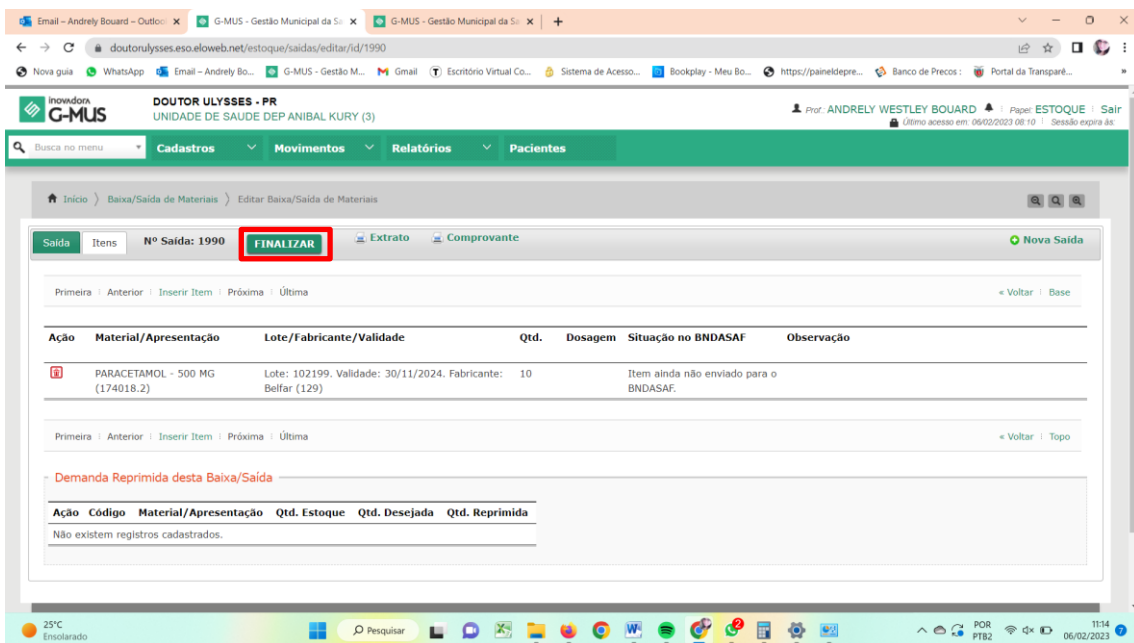 Email – Andrely Bouard – Outlool X G-MUS - Gestão Municipal da Sa X G-MUS - Gestão Municipal da Sa X +
doutorulysses.eso.eloweb.net/estoque/saidas/editar/id/1990
Nova guia WhatsApp Email – Andrely Bo... G-MUS - Gestão M... Gmail Escritório Virtual Co... Sistema de Acesso... Bookplay - Meu Bo... https://paineldepre... Banco de Precos : Portal da Transparê... »
inovadora
G-MUS
DOUTOR ULYSSES - PR
UNIDADE DE SAUDE DEP ANIBAL KURY (3)
Prof.: ANDRELY WESTLEY BOUARD Papel: ESTOQUE Sair
Último acesso em: 06/02/2023 08:10 Sessão expira às:
Busca no menu Cadastros Movimentos Relatórios Pacientes
Início Baixa/Saída de Materiais Editar Baixa/Saída de Materiais
Saída Itens Nº Saída: 1990 FINALIZAR Extrato Comprovante Nova Saída
Primeira Anterior Inserir Item Próxima Última « Voltar Base
Ação Material/Apresentação Lote/Fabricante/Validade Qtd. Dosagem Situação no BNDASAF Observação
PARACETAMOL - 500 MG Lote: 102199. Validade: 30/11/2024. Fabricante: 10 Item ainda não enviado para o
(174018.2) Belfar (129) BNDASAF.
Primeira Anterior Inserir Item Próxima Última « Voltar Topo
Demanda Reprimida desta Baixa/Saída
Ação Código Material/Apresentação Qtd. Estoque Qtd. Desejada Qtd. Reprimida
Não existem registros cadastrados.
25°C
Ensolarado
Pesquisar
2
POR
PTB2
11:14
06/02/2023
7